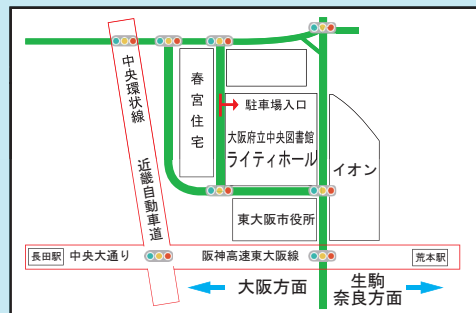 中央環状線
近畿自動車道
春宮住宅
駐車場入口
大阪府立中央図書館
ライティホール
イオン
東大阪市役所
長田駅
中央大通り
阪神高速東大阪線
荒本駅
大阪方面
生駒
奈良方面